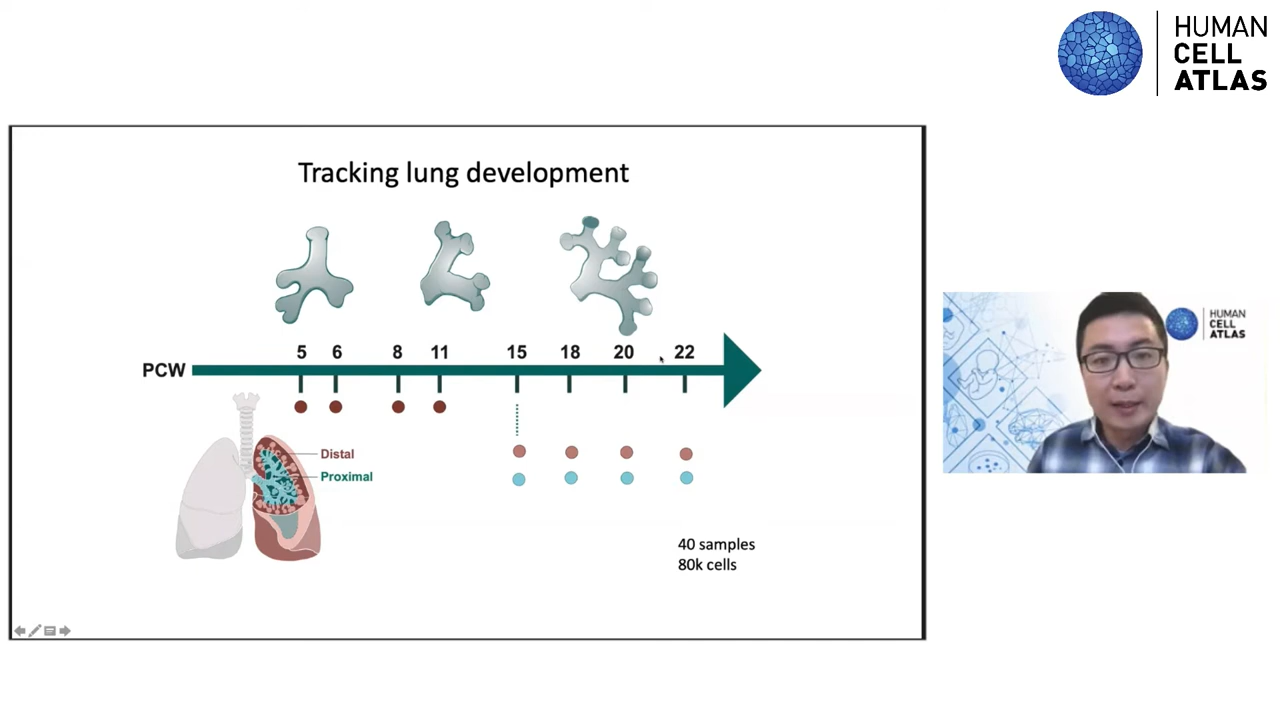 HUMAN
CELL
ATLAS
Tracking lung development
5 6 8 11 15 18 20 22
PCW
Distal
Proximal
40 samples
80k cells
HUMAN
CELL
ATLAS